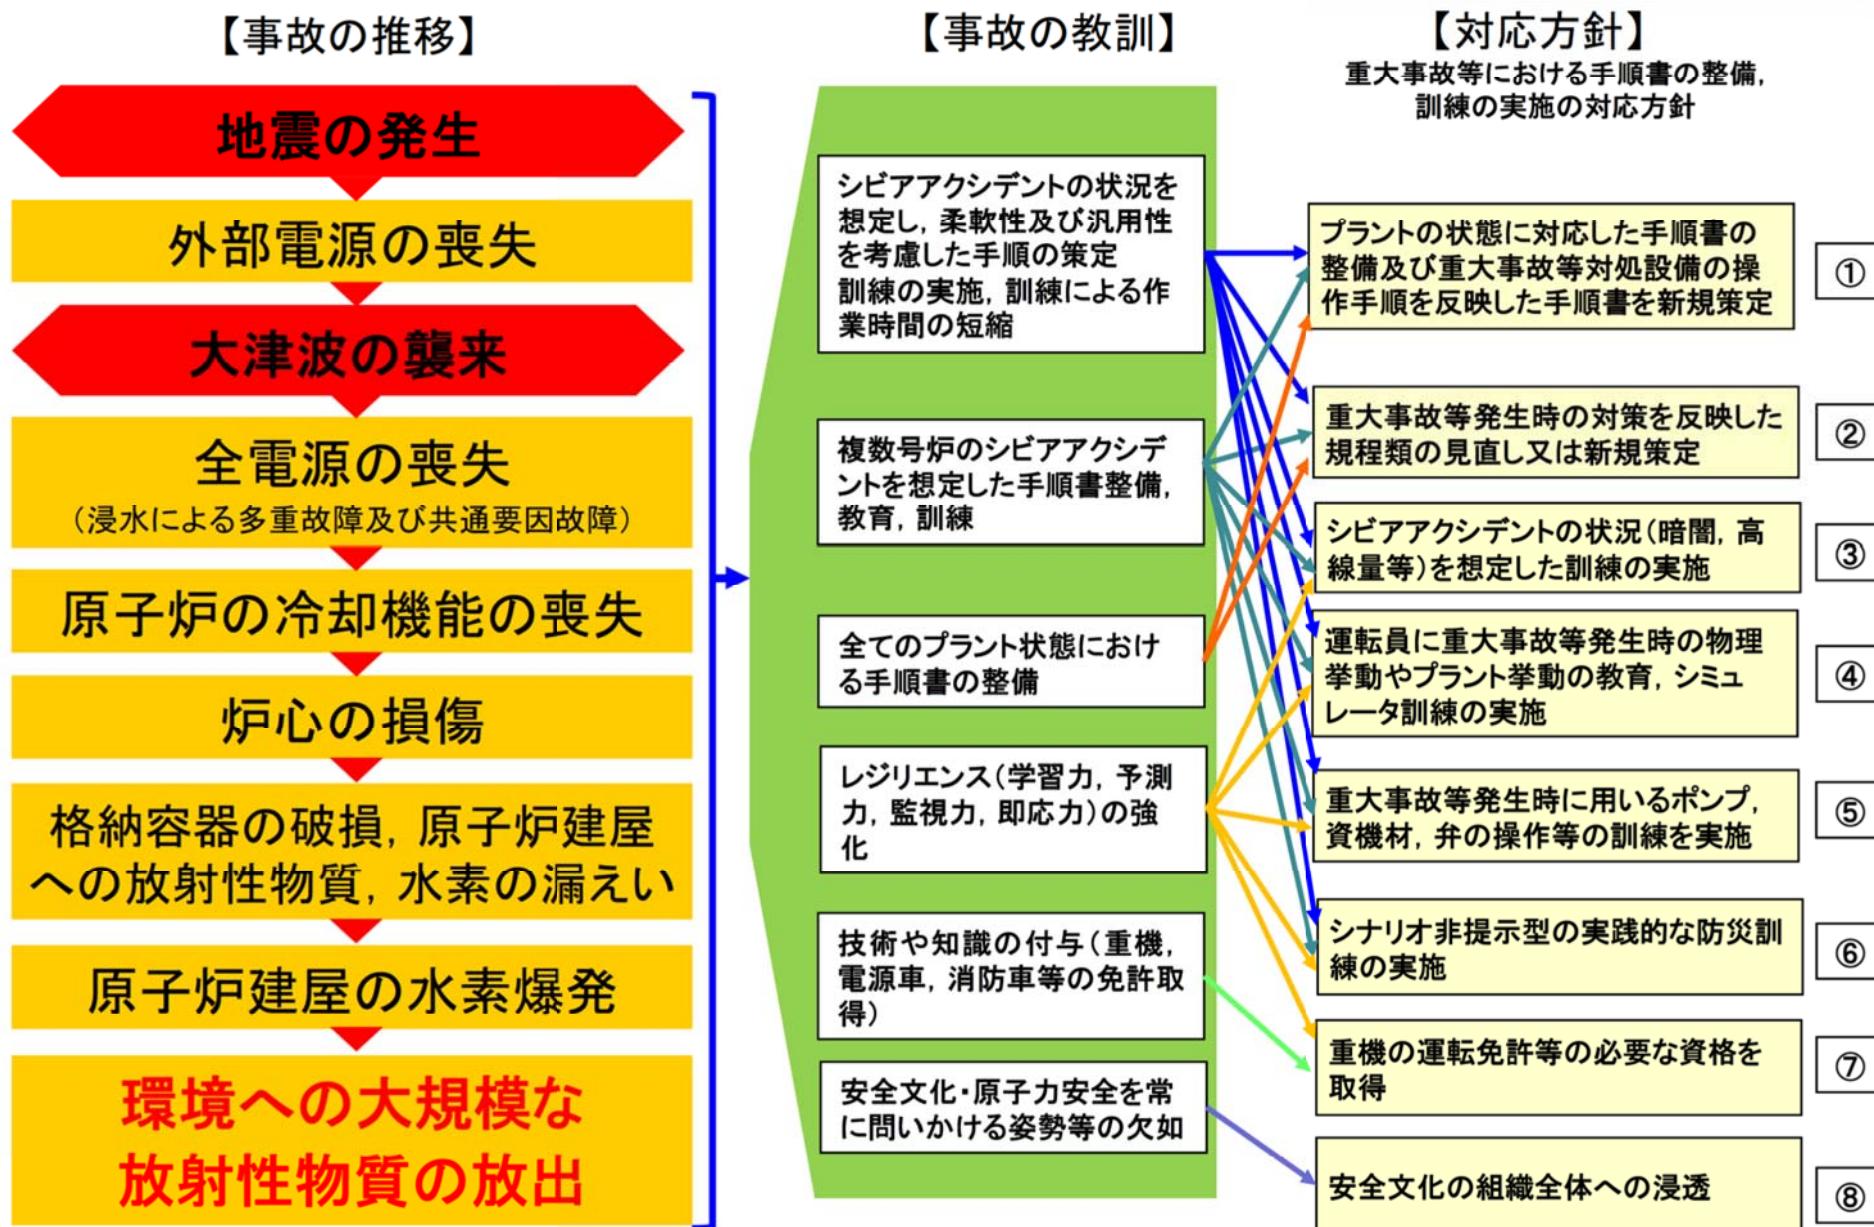 【事故の推移】
地震の発生
外部電源の喪失
大津波の襲来
全電源の喪失
（浸水による多重故障及び共通要因故障）
原子炉の冷却機能の喪失
炉心の損傷
格納容器の破損，原子炉建屋
への放射性物質，水素の漏えい
原子炉建屋の水素爆発
環境への大規模な
放射性物質の放出
【事故の教訓】
シビアアクシデントの状況を
想定し，柔軟性及び汎用性
を考慮した手順の策定
訓練の実施，訓練による作
業時間の短縮
複数号炉のシビアアクシデ
ントを想定した手順書整備，
教育，訓練
全てのプラント状態におけ
る手順書の整備
レジリエンス（学習力，予測
力，監視力，即応力）の強
化
技術や知識の付与（重機，
電源車，消防車等の免許取
得）
安全文化・原子力安全を常
に問いかける姿勢等の欠如
【対応方針】
重大事故等における手順書の整備，
訓練の実施の対応方針
プラントの状態に対応した手順書の
整備及び重大事故等対処設備の操
作手順を反映した手順書を新規策定
①
重大事故等発生時の対策を反映した
規程類の見直し又は新規策定
②
シビアアクシデントの状況（暗闇，高
線量等）を想定した訓練の実施
③
運転員に重大事故等発生時の物理
挙動やプラント挙動の教育，シミュ
レータ訓練の実施
④
重大事故等発生時に用いるポンプ，
資機材，弁の操作等の訓練を実施
⑤
シナリオ非提示型の実践的な防災訓
練の実施
⑥
重機の運転免許等の必要な資格を
取得
⑦
安全文化の組織全体への浸透
⑧